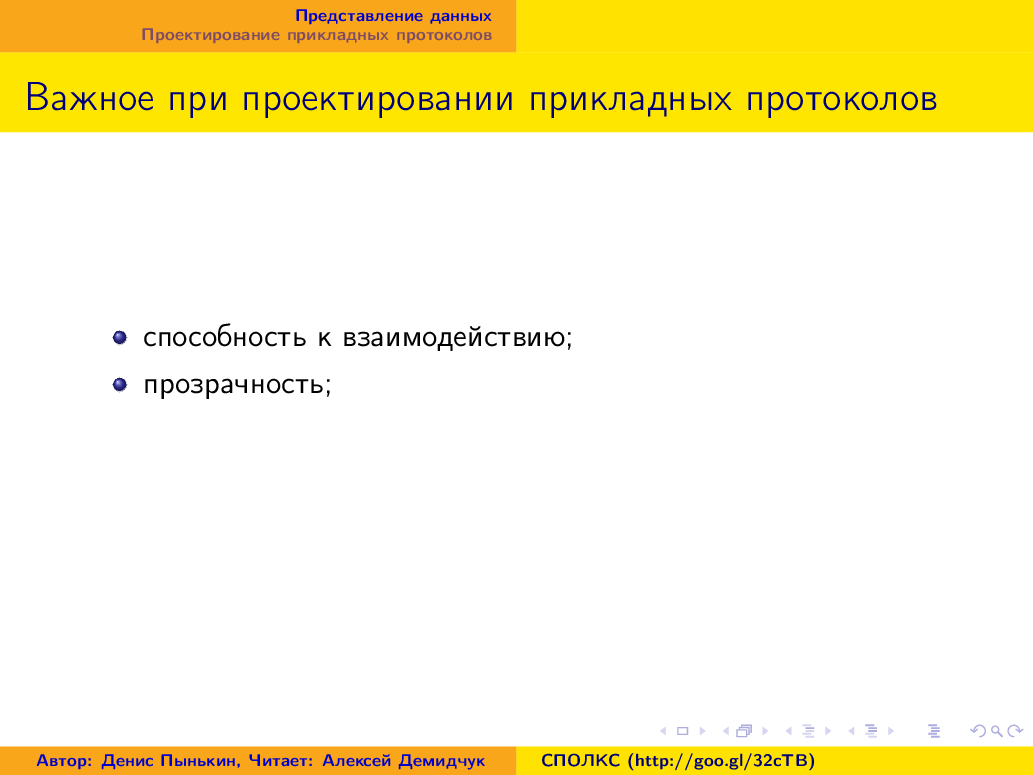 Представление данных
Проектирование прикладных протоколов
Важное при проектировании прикладных протоколов
способность к взаимодействию;
прозрачность;
Автор: Денис Пынькин, Читает: Алексей Демидчук
СПОЛКС (http://goo.gl/32cTB)